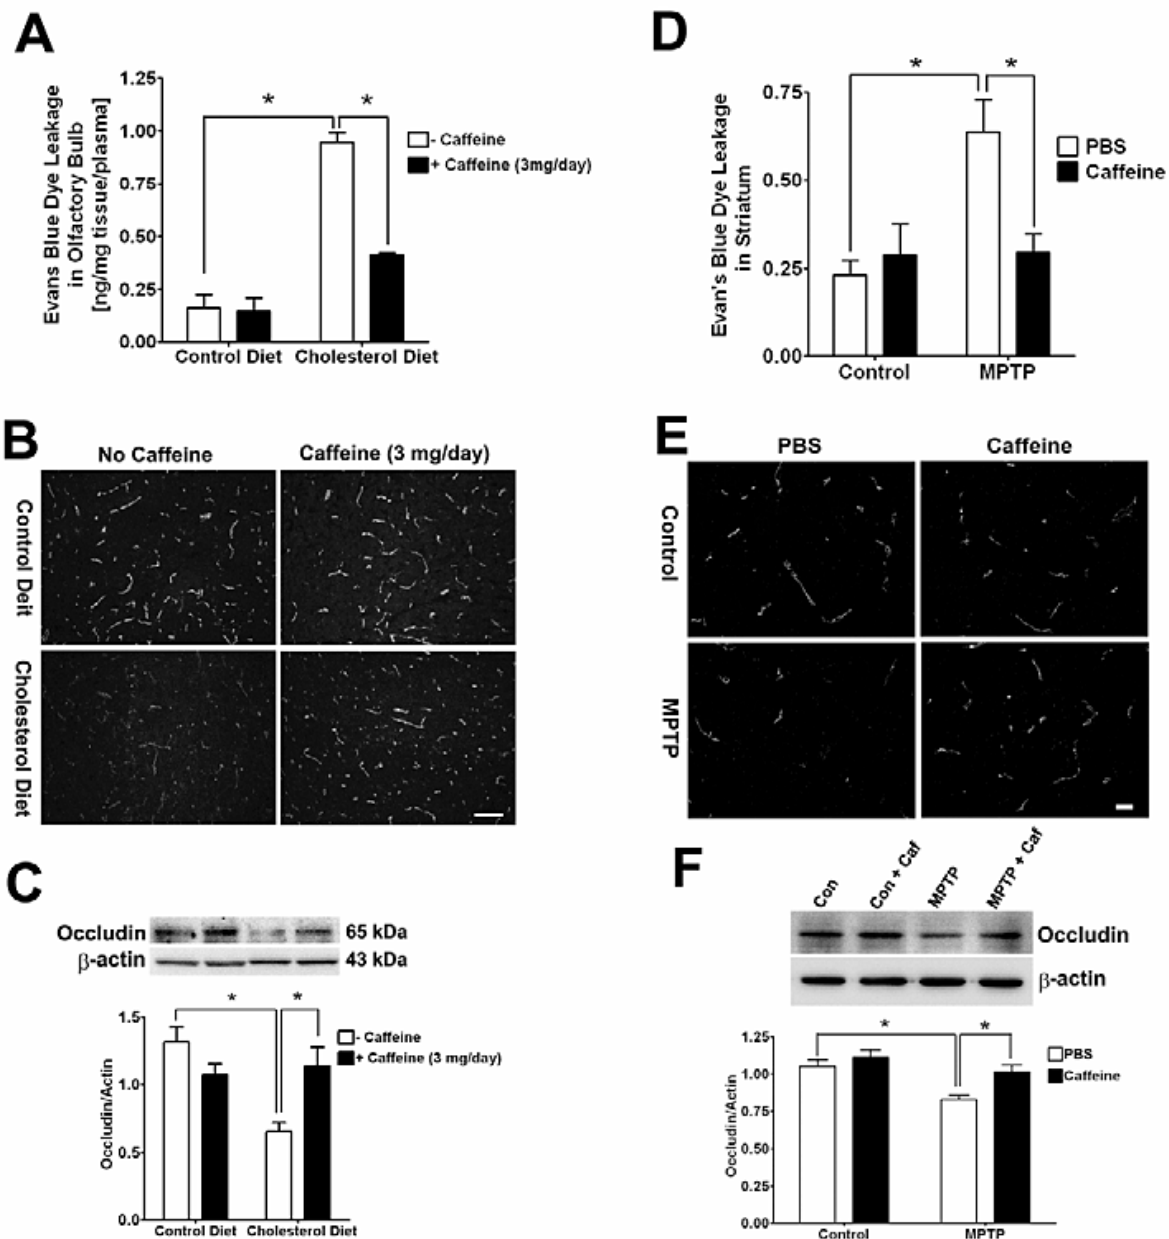 A
Evans Blue Dye Leakage
in Olfactory Bulb
[ng/mg tissue/plasma]
1.25
1.00
0.75
0.50
0.25
0.00
*
*
- Caffeine
+ Caffeine (3mg/day)
Control Diet
Cholesterol Diet
D
Evan's Blue Dye Leakage
in Striatum
0.75
0.50
0.25
0.00
*
*
PBS
Caffeine
Control
MPTP
B
No Caffeine
Caffeine (3 mg/day)
Control Deit
Cholesterol Diet
E
PBS
Caffeine
Control
MPTP
C
Occludin
65 kDa
β-actin
43 kDa
Occludin/Actin
1.5
1.0
0.5
0.0
*
*
- Caffeine
+ Caffeine (3 mg/day)
Control Diet
Cholesterol Diet
F
Con
Con + Caf
MPTP
MPTP + Caf
Occludin
β-actin
Occludin/Actin
1.25
1.00
0.75
0.50
0.25
0.00
*
*
PBS
Caffeine
Control
MPTP